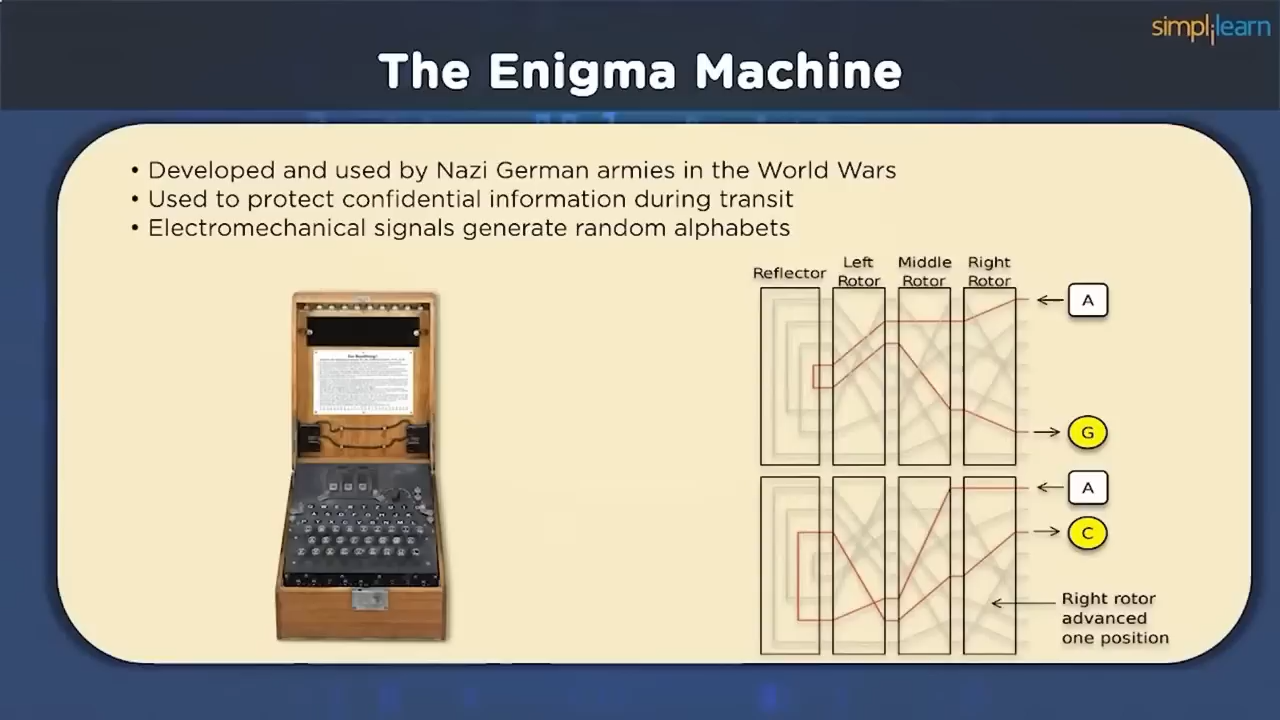 simplilearn
The Enigma Machine
• Developed and used by Nazi German armies in the World Wars
• Used to protect confidential information during transit
• Electromechanical signals generate random alphabets
Reflector
Left
Rotor
Middle
Rotor
Right
Rotor
A
G
A
C
Right rotor
advanced
one position